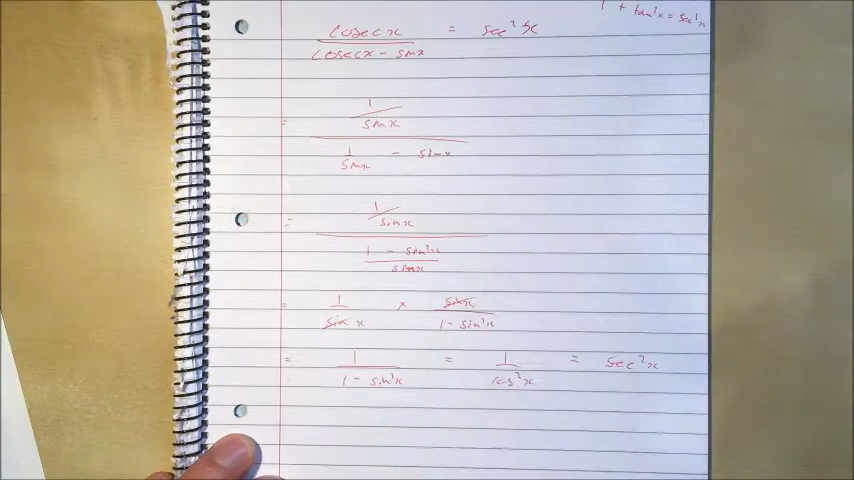 1 + tan²x = sec²x
cosecx / (cosecx - sinx) = sec²x
= (1/sinx) / (1/sinx - sinx)
= (1/sinx) / ((1 - sin²x)/sinx)
= 1/sinx × sinx/(1 - sin²x)
= 1/(1 - sin²x) = 1/cos²x = sec²x